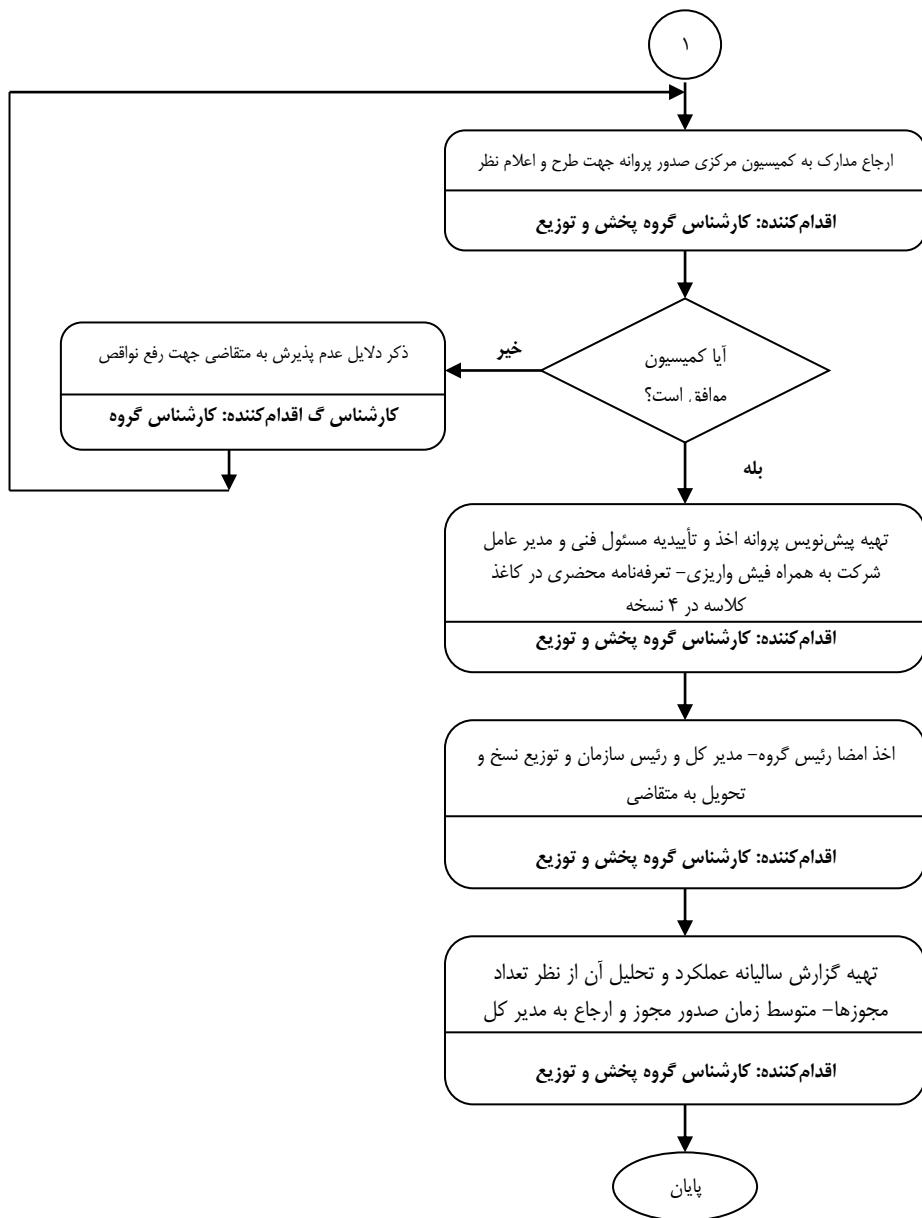 ۱
ارجاع مدارک به کمیسیون مرکزی صدور پروانه جهت طرح و اعلام نظر
اقدام‌کننده: کارشناس گروه پخش و توزیع
آیا کمیسیون
موافق است؟
خیر
ذکر دلایل عدم پذیرش به متقاضی جهت رفع نواقص
کارشناس گ اقدام‌کننده: کارشناس گروه
بله
تهیه پیش‌نویس پروانه اخذ و تأییدیه مسئول فنی و مدیر عامل
شرکت به همراه فیش واریزی– تعرفه‌نامه محضری در کاغذ
کلاسه در ۴ نسخه
اقدام‌کننده: کارشناس گروه پخش و توزیع
اخذ امضا رئیس گروه– مدیر کل و رئیس سازمان و توزیع نسخ و
تحویل به متقاضی
اقدام‌کننده: کارشناس گروه پخش و توزیع
تهیه گزارش سالیانه عملکرد و تحلیل آن از نظر تعداد
مجوزها– متوسط زمان صدور مجوز و ارجاع به مدیر کل
اقدام‌کننده: کارشناس گروه پخش و توزیع
پایان